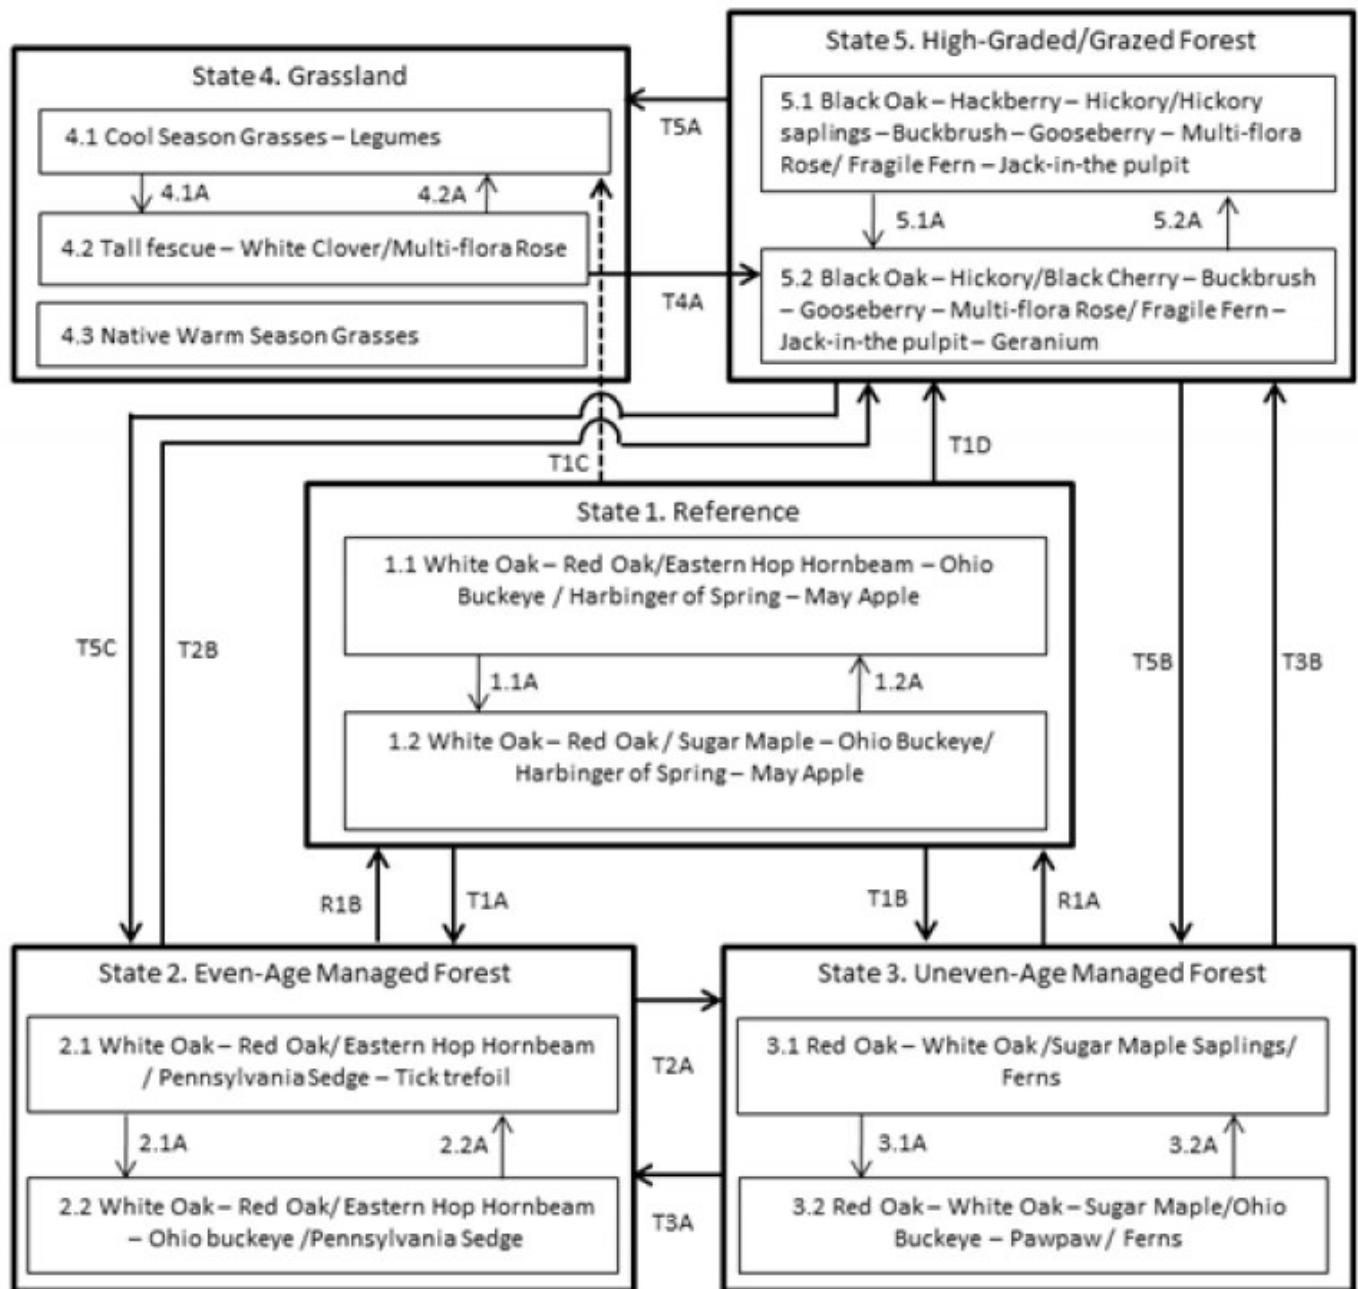 State 4. Grassland
4.1 Cool Season Grasses – Legumes
4.1A
4.2A
4.2 Tall fescue – White Clover/Multi-flora Rose
4.3 Native Warm Season Grasses
T5A
T4A
State 5. High-Graded/Grazed Forest
5.1 Black Oak – Hackberry – Hickory/Hickory
saplings – Buckbrush – Gooseberry – Multi-flora
Rose/ Fragile Fern – Jack-in-the pulpit
5.1A
5.2A
5.2 Black Oak – Hickory/Black Cherry – Buckbrush
– Gooseberry – Multi-flora Rose/ Fragile Fern –
Jack-in-the pulpit – Geranium
T1C
T1D
State 1. Reference
1.1 White Oak – Red Oak/Eastern Hop Hornbeam – Ohio
Buckeye / Harbinger of Spring – May Apple
1.1A
1.2A
1.2 White Oak – Red Oak / Sugar Maple – Ohio Buckeye/
Harbinger of Spring – May Apple
T5C
T2B
T5B
T3B
R1B
T1A
T1B
R1A
State 2. Even-Age Managed Forest
2.1 White Oak – Red Oak/ Eastern Hop Hornbeam
/ Pennsylvania Sedge – Tick trefoil
2.1A
2.2A
2.2 White Oak – Red Oak/ Eastern Hop Hornbeam
– Ohio buckeye /Pennsylvania Sedge
T2A
T3A
State 3. Uneven-Age Managed Forest
3.1 Red Oak – White Oak /Sugar Maple Saplings/
Ferns
3.1A
3.2A
3.2 Red Oak – White Oak – Sugar Maple/Ohio
Buckeye – Pawpaw / Ferns